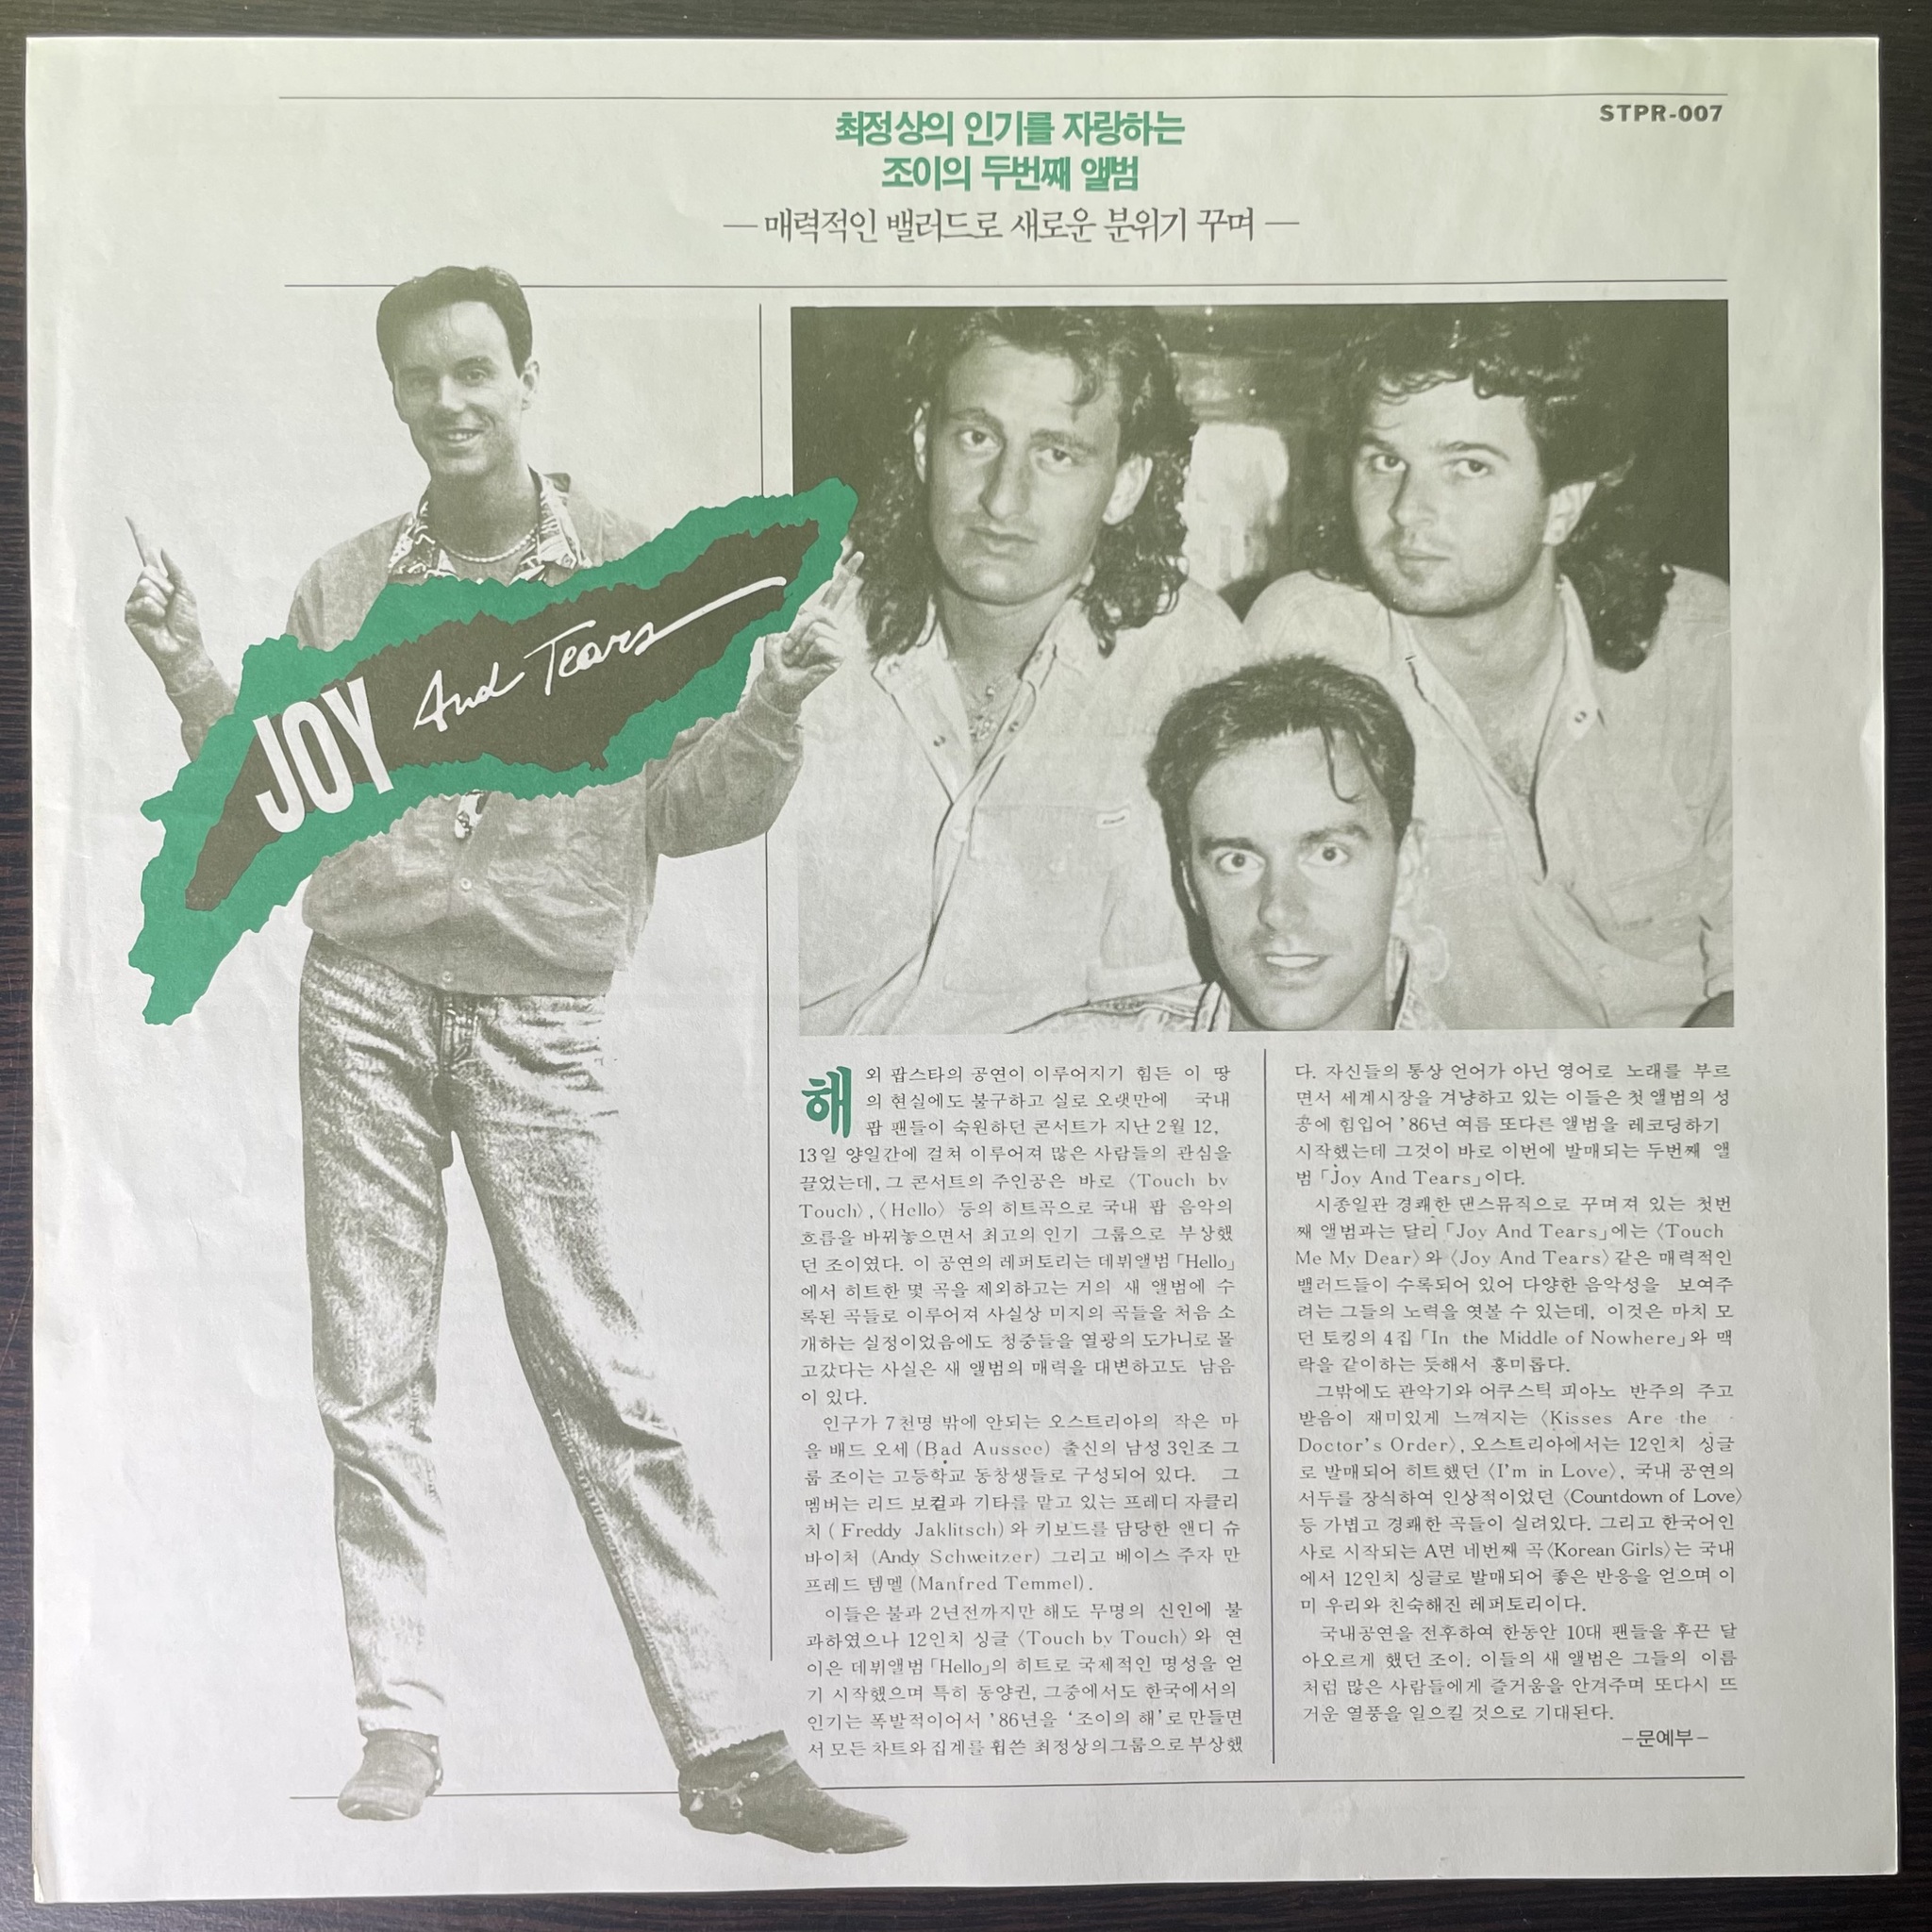 STPR-007
최정상의 인기를 자랑하는
조이의 두번째 앨범
— 매력적인 밸러드로 새로운 분위기 꾸며 —
JOY And Tears
해외 팝스타의 공연이 이루어지기 힘든 이 땅
의 현실에도 불구하고 실로 오랫만에 국내
팝 팬들이 숙원하던 콘서트가 지난 2월 12,
13일 양일간에 걸쳐 이루어져 많은 사람들의 관심을
끌었는데, 그 콘서트의 주인공은 바로 〈Touch by
Touch〉,〈Hello〉 등의 히트곡으로 국내 팝 음악의
흐름을 바꿔놓으면서 최고의 인기 그룹으로 부상했
던 조이였다. 이 공연의 레퍼토리는 데뷔앨범「Hello」
에서 히트한 몇 곡을 제외하고는 거의 새 앨범에 수
록된 곡들로 이루어져 사실상 미지의 곡들을 처음 소
개하는 실정이었음에도 청중들을 열광의 도가니로 몰
고갔다는 사실은 새 앨범의 매력을 대변하고도 남음
이 있다.
인구가 7천명 밖에 안되는 오스트리아의 작은 마
을 배드 오세(Bad Aussee) 출신의 남성 3인조 그
룹 조이는 고등학교 동창생들로 구성되어 있다. 그
멤버는 리드 보컬과 기타를 맡고 있는 프레디 자클리
치(Freddy Jaklitsch)와 키보드를 담당한 앤디 슈
바이처 (Andy Schweitzer) 그리고 베이스 주자 만
프레드 템멜(Manfred Temmel).
이들은 불과 2년전까지만 해도 무명의 신인에 불
과하였으나 12인치 싱글 〈Touch by Touch〉와 연
이은 데뷔앨범「Hello」의 히트로 국제적인 명성을 얻
기 시작했으며 특히 동양권, 그중에서도 한국에서의
인기는 폭발적이어서 '86년을 '조이의 해'로 만들면
서 모든 차트와 집계를 휩쓴 최정상의 그룹으로 부상했
다. 자신들의 통상 언어가 아닌 영어로 노래를 부르
면서 세계시장을 겨냥하고 있는 이들은 첫 앨범의 성
공에 힘입어 '86년 여름 또다른 앨범을 레코딩하기
시작했는데 그것이 바로 이번에 발매되는 두번째 앨
범「Joy And Tears」이다.
시종일관 경쾌한 댄스뮤직으로 꾸며져 있는 첫번
째 앨범과는 달리「Joy And Tears」에는 〈Touch
Me My Dear〉와 〈Joy And Tears〉같은 매력적인
밸러드들이 수록되어 있어 다양한 음악성을 보여주
려는 그들의 노력을 엿볼 수 있는데, 이것은 마치 모
던 토킹의 4집「In the Middle of Nowhere」와 맥
락을 같이하는 듯해서 흥미롭다.
그밖에도 관악기와 어쿠스틱 피아노 반주의 주고
받음이 재미있게 느껴지는 〈Kisses Are the
Doctor's Order〉, 오스트리아에서는 12인치 싱글
로 발매되어 히트했던 〈I'm in Love〉, 국내 공연의
서두를 장식하여 인상적이었던 〈Countdown of Love〉
등 가볍고 경쾌한 곡들이 실려있다. 그리고 한국어인
사로 시작되는 A면 네번째 곡〈Korean Girls〉는 국내
에서 12인치 싱글로 발매되어 좋은 반응을 얻으며 이
미 우리와 친숙해진 레퍼토리이다.
국내공연을 전후하여 한동안 10대 팬들을 후끈 달
아오르게 했던 조이. 이들의 새 앨범은 그들의 이름
처럼 많은 사람들에게 즐거움을 안겨주며 또다시 뜨
거운 열풍을 일으킬 것으로 기대된다.
-문예부-